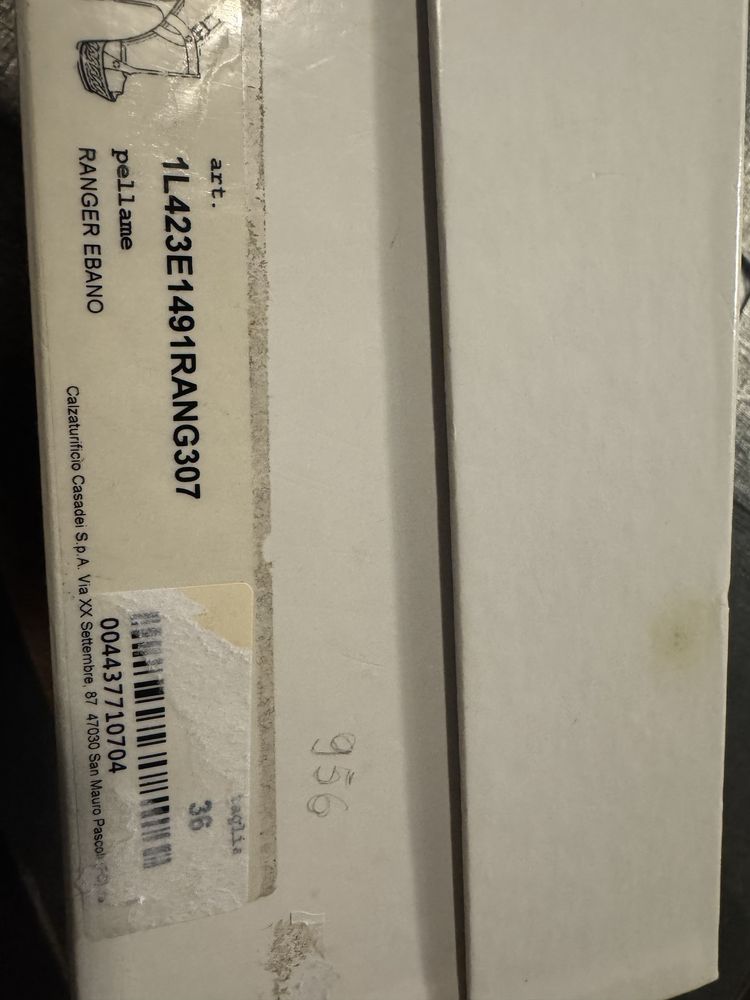 art.
1L423E1491RANG307
pellame
RANGER EBANO
taglia
36
004437710704
Calzaturificio Casadei S.p.A. Via XX Settembre, 87 47030 San Mauro Pascoli
956